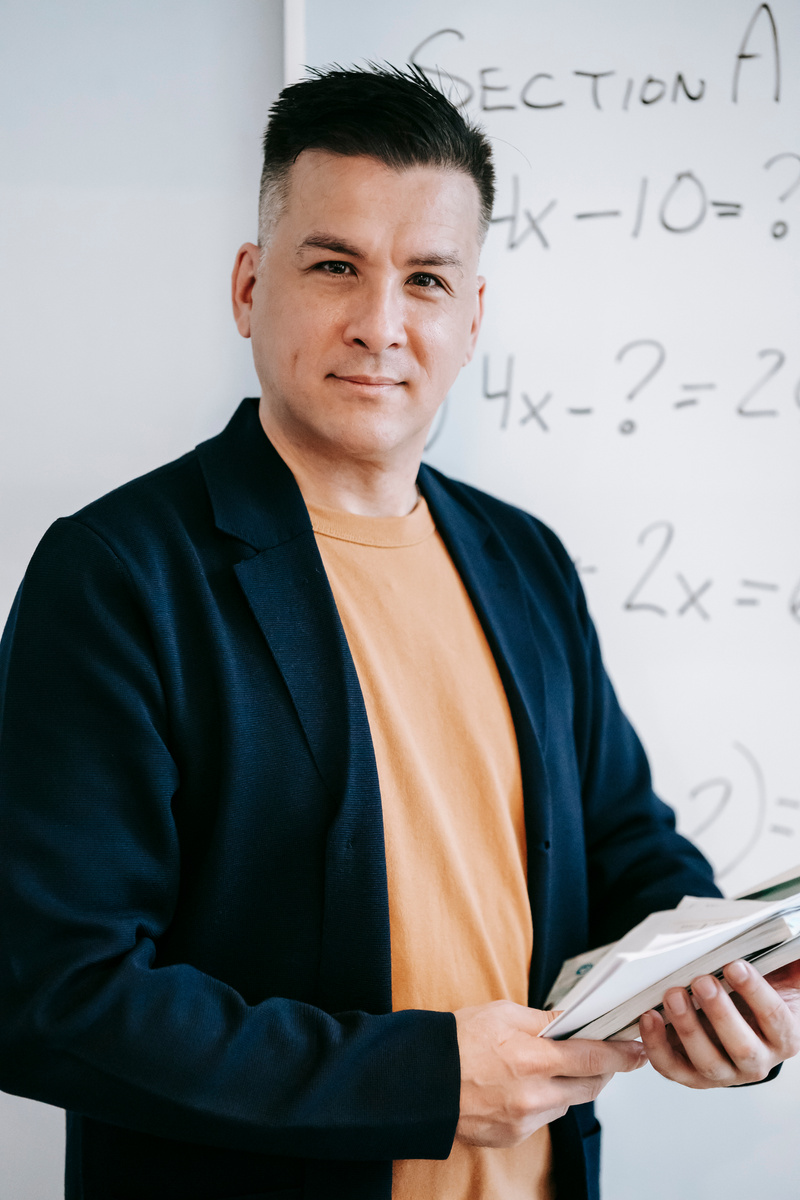 SECTION A
4x - 10 = ?
4x - ? = 2
2x =
2) =